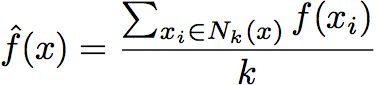 $\hat{f}(x) = \frac{\sum_{x_i \in N_k(x)} f(x_i)}{k}$